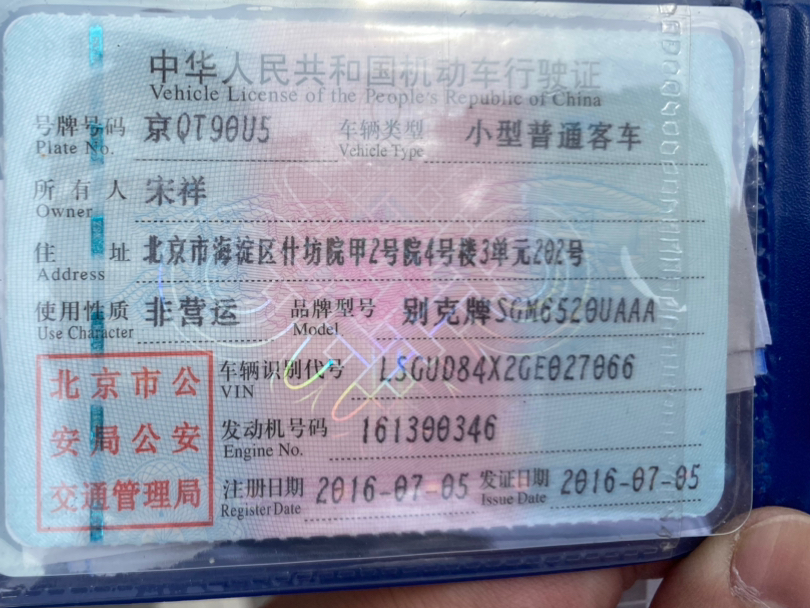 中华人民共和国机动车行驶证
Vehicle License of the People's Republic of China
号牌号码 京QT90U5 车辆类型 小型普通客车
Plate No. Vehicle Type
所有人 宋祥
Owner
住址 北京市海淀区什坊院甲2号院4号楼3单元202号
Address
使用性质 非营运 品牌型号 别克牌SGM6520UAAA
Use Character Model
车辆识别代号 LSGUD84X2GE027066
VIN
发动机号码 161300346
Engine No.
注册日期 2016-07-05 发证日期 2016-07-05
Register Date Issue Date
北京市公
安局公安
交通管理局